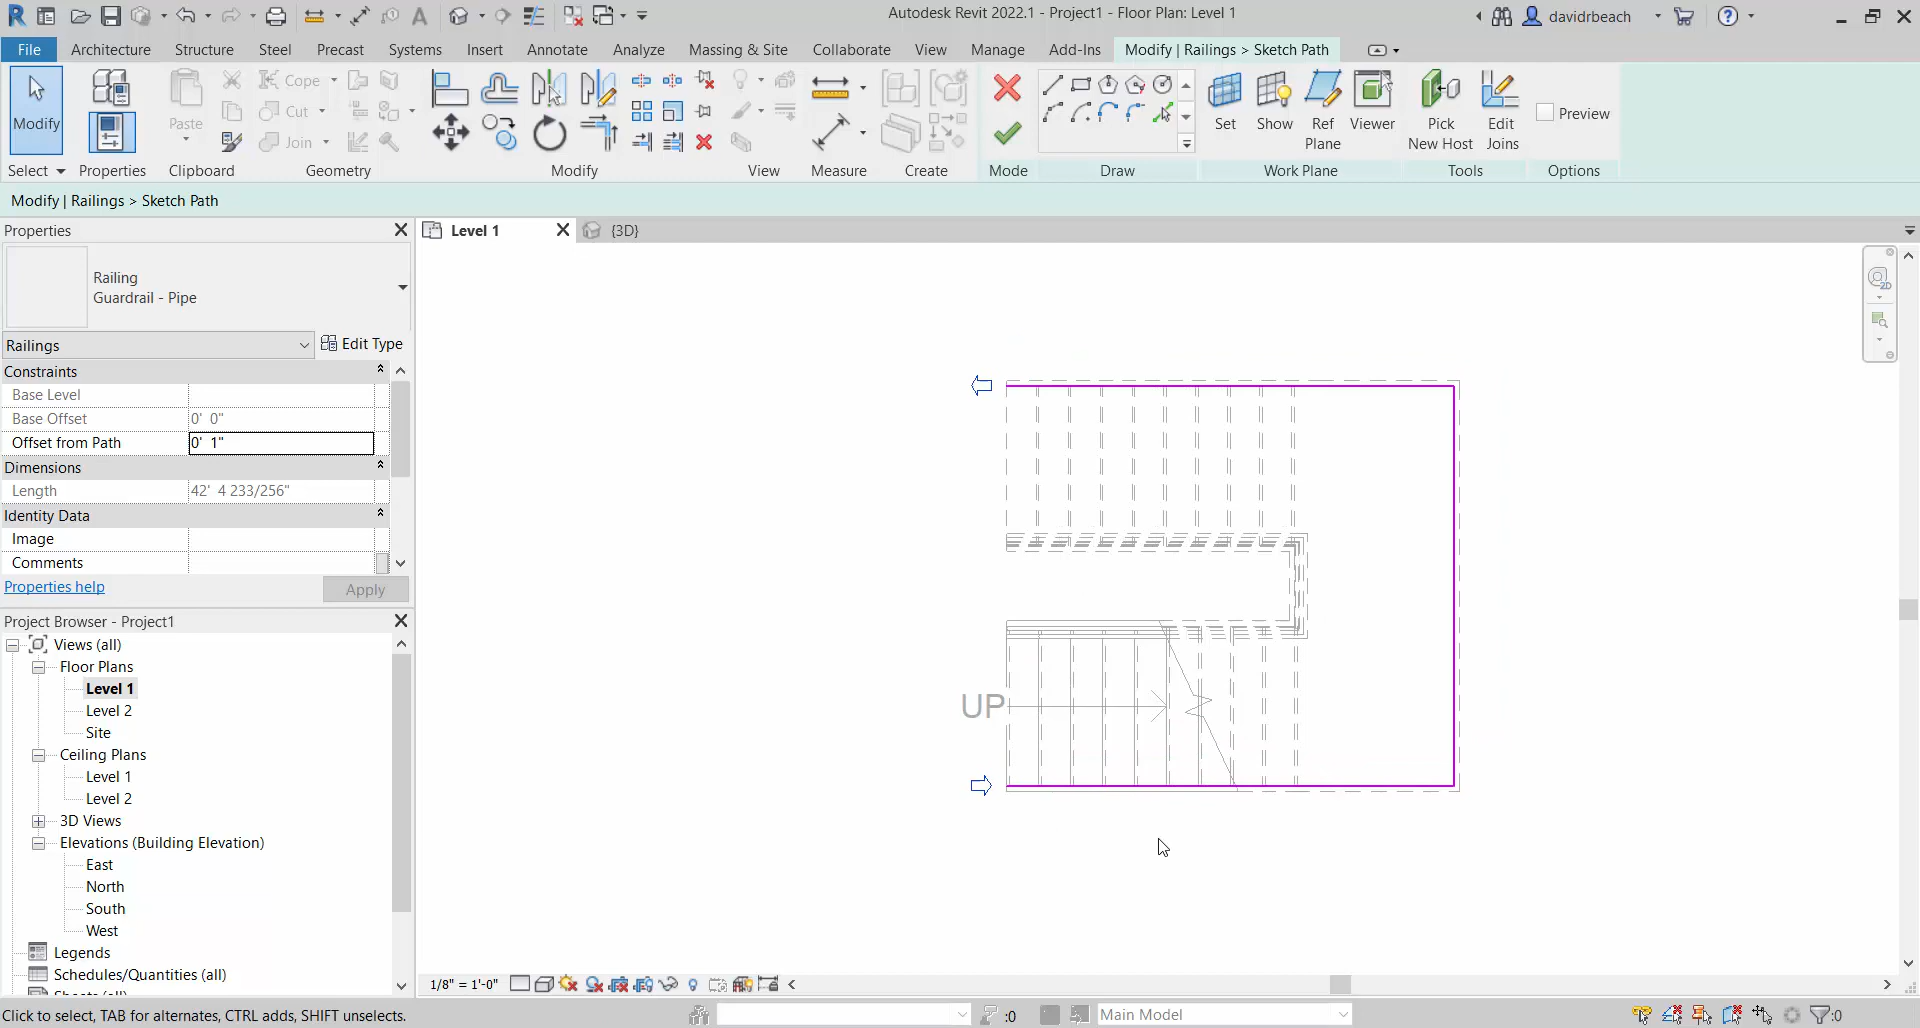 Autodesk Revit 2022.1 - Project1 - Floor Plan: Level 1
davidrbeach
File
Architecture
Structure
Steel
Precast
Systems
Insert
Annotate
Analyze
Massing & Site
Collaborate
View
Manage
Add-Ins
Modify | Railings > Sketch Path
Modify
Paste
Cope
Cut
Join
Set
Show
Ref
Plane
Viewer
Pick
New Host
Edit
Joins
Preview
Select
Properties
Clipboard
Geometry
Modify
View
Measure
Create
Mode
Draw
Work Plane
Tools
Options
Modify | Railings > Sketch Path
Properties
Level 1
{3D}
Railing
Guardrail - Pipe
Railings
Edit Type
Constraints
Base Level
Base Offset 0' 0"
Offset from Path 0' 1"
Dimensions
Length 42' 4 233/256"
Identity Data
Image
Comments
Properties help
Apply
Project Browser - Project1
Views (all)
Floor Plans
Level 1
Level 2
Site
Ceiling Plans
Level 1
Level 2
3D Views
Elevations (Building Elevation)
East
North
South
West
Legends
Schedules/Quantities (all)
UP
2D
1/8" = 1'-0"
Click to select, TAB for alternates, CTRL adds, SHIFT unselects.
:0
Main Model
:0